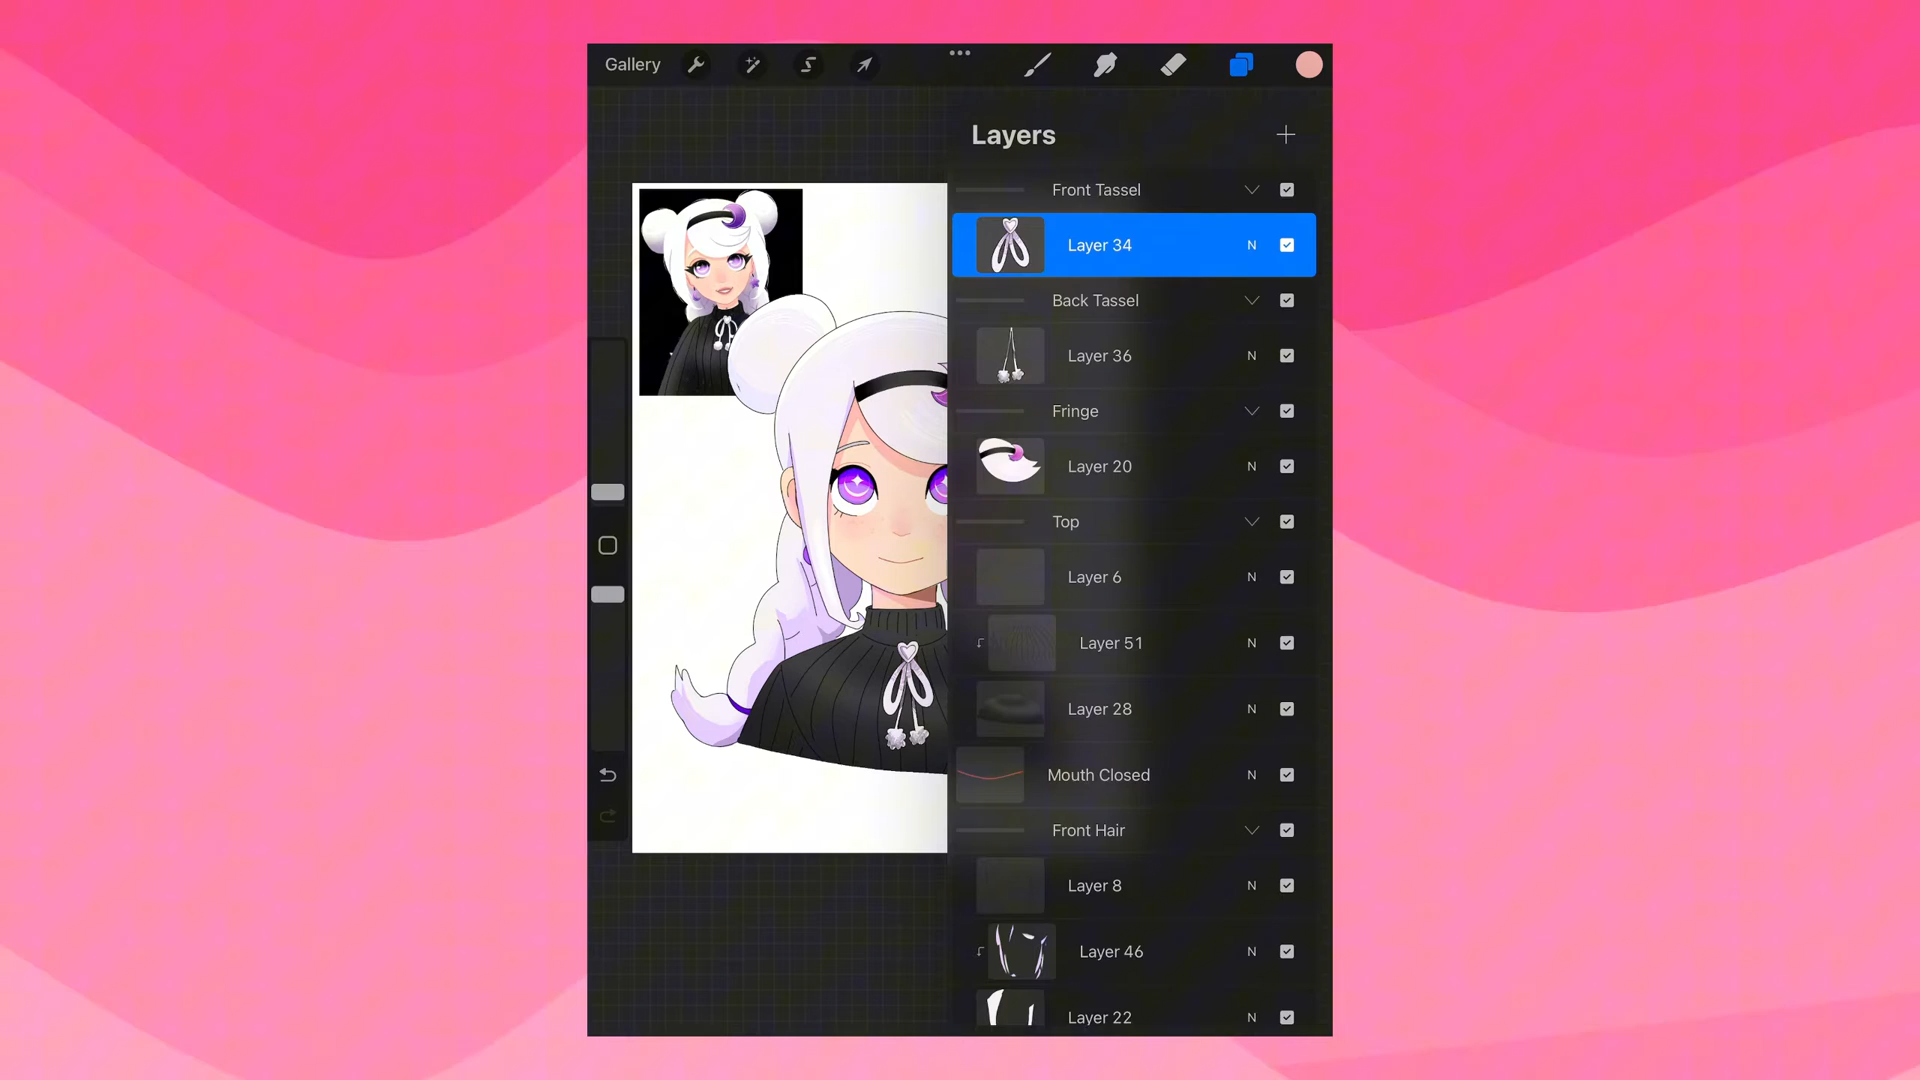 Gallery
Layers
Front Tassel
Layer 34 N
Back Tassel
Layer 36 N
Fringe
Layer 20 N
Top
Layer 6 N
Layer 51 N
Layer 28 N
Mouth Closed N
Front Hair
Layer 8 N
Layer 46 N
Layer 22 N